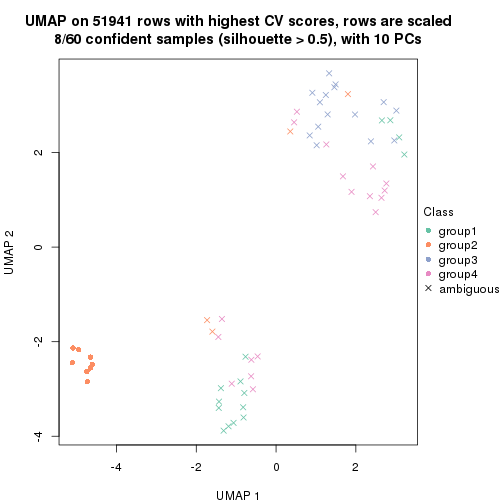 UMAP on 51941 rows with highest CV scores, rows are scaled
8/60 confident samples (silhouette > 0.5), with 10 PCs
UMAP 2
2
0
-2
-4
-4
-2
0
2
UMAP 1
Class
group1
group2
group3
group4
ambiguous